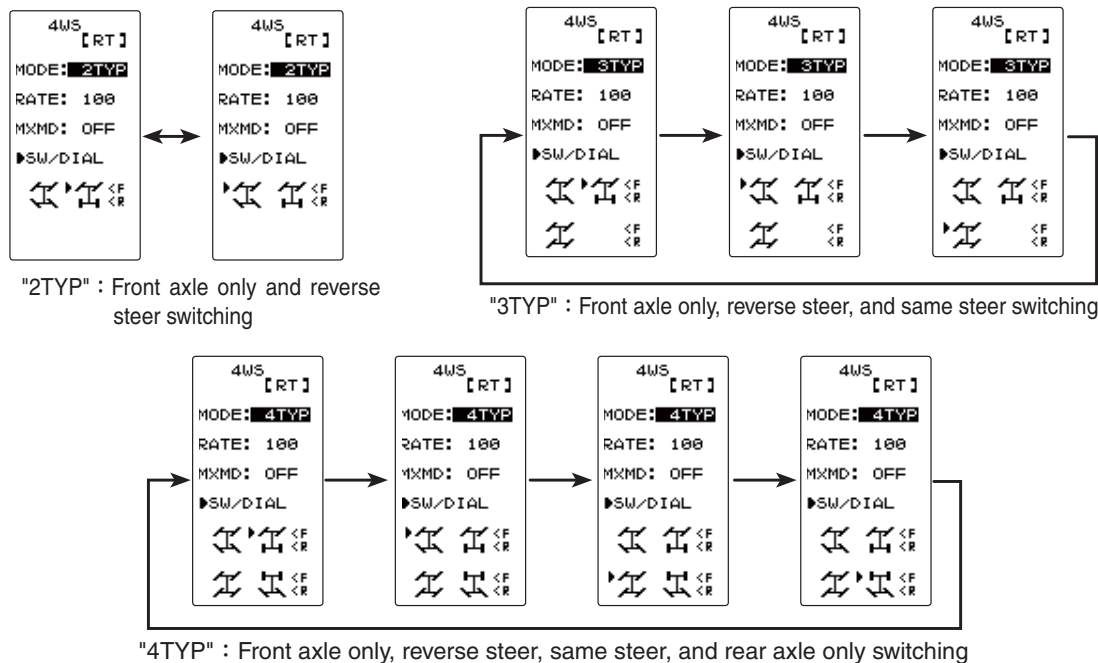 4WS
[RT]
MODE: 2TYP
RATE: 100
MXMD: OFF
▶SW/DIAL
<F
<R
4WS
[RT]
MODE: 2TYP
RATE: 100
MXMD: OFF
▶SW/DIAL
<F
<R
"2TYP" : Front axle only and reverse
steer switching
4WS
[RT]
MODE: 3TYP
RATE: 100
MXMD: OFF
▶SW/DIAL
<F
<R
<F
<R
4WS
[RT]
MODE: 3TYP
RATE: 100
MXMD: OFF
▶SW/DIAL
<F
<R
<F
<R
4WS
[RT]
MODE: 3TYP
RATE: 100
MXMD: OFF
▶SW/DIAL
<F
<R
<F
<R
"3TYP" : Front axle only, reverse steer, and same steer switching
4WS
[RT]
MODE: 4TYP
RATE: 100
MXMD: OFF
▶SW/DIAL
<F
<R
<F
<R
4WS
[RT]
MODE: 4TYP
RATE: 100
MXMD: OFF
▶SW/DIAL
<F
<R
<F
<R
4WS
[RT]
MODE: 4TYP
RATE: 100
MXMD: OFF
▶SW/DIAL
<F
<R
<F
<R
4WS
[RT]
MODE: 4TYP
RATE: 100
MXMD: OFF
▶SW/DIAL
<F
<R
<F
<R
"4TYP" : Front axle only, reverse steer, same steer, and rear axle only switching